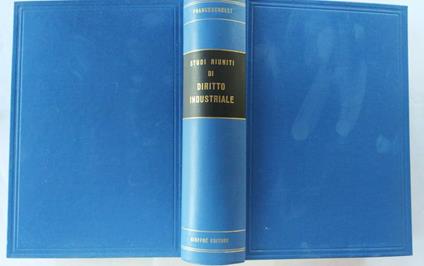 FRANCESCHELLI
STUDI RIUNITI
DI
DIRITTO
INDUSTRIALE
GIUFFRÈ EDITORE